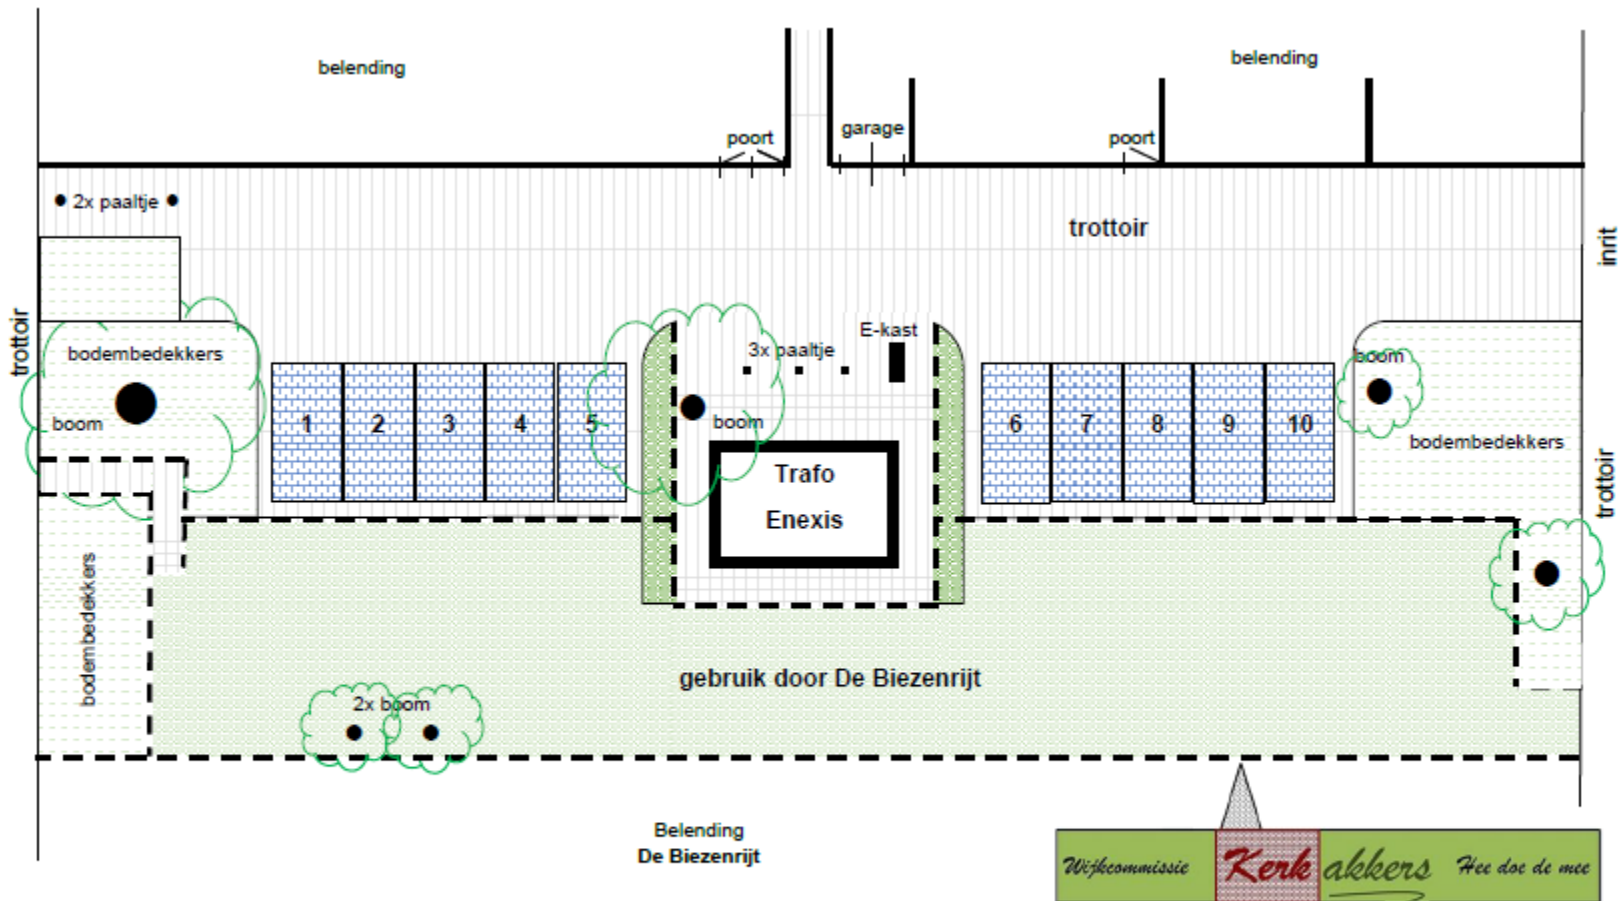 belending
belending
poort
garage
poort
2x paaltje
trottoir
inrit
trottoir
bodembedekkers
boom
1
2
3
4
5
3x paaltje
E-kast
boom
Trafo
Enexis
6
7
8
9
10
boom
bodembedekkers
trottoir
bodembedekkers
gebruik door De Biezenrijt
2x boom
Belending
De Biezenrijt
Wijkcommissie Kerkakkers Hee doe de mee